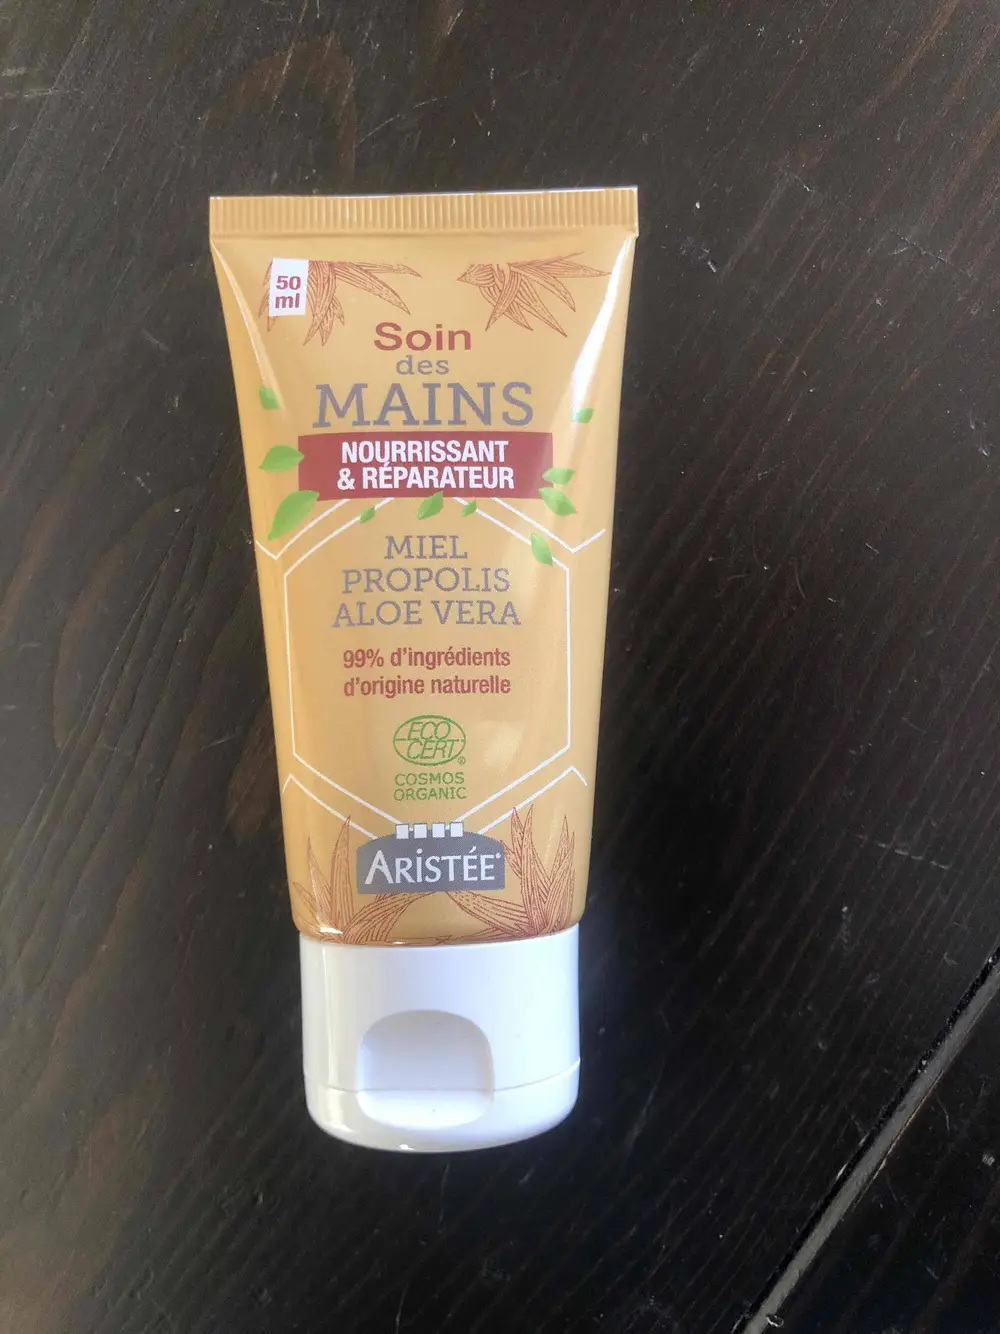 50
ml
Soin
des
MAINS
NOURRISSANT
& RÉPARATEUR
MIEL
PROPOLIS
ALOE VERA
99% d'ingrédients
d'origine naturelle
ECO
CERT®
COSMOS
ORGANIC
ARISTÉE®